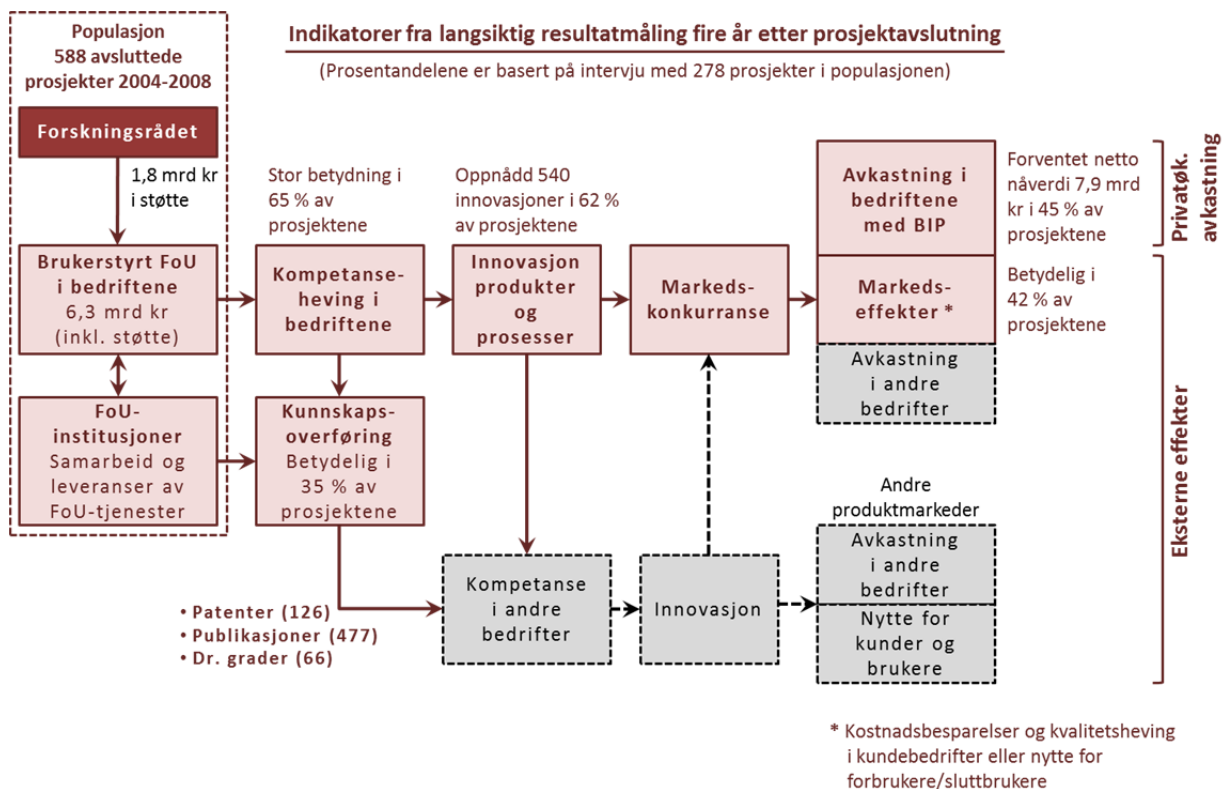 Populasjon
588 avsluttede
prosjekter 2004-2008
Indikatorer fra langsiktig resultatmåling fire år etter prosjektavslutning
(Prosentandelene er basert på intervju med 278 prosjekter i populasjonen)
Forskningsrådet
1,8 mrd kr
i støtte
Brukerstyrt FoU
i bedriftene
6,3 mrd kr
(inkl. støtte)
FoU-
institusjoner
Samarbeid og
leveranser av
FoU-tjenester
Stor betydning i
65 % av
prosjektene
Kompetanse-
heving i
bedriftene
Kunnskaps-
overføring
Betydelig i
35 % av
prosjektene
Oppnådd 540
innovasjoner i 62 %
av prosjektene
Innovasjon
produkter
og
prosesser
Markeds-
konkurranse
Avkastning i
bedriftene
med BIP
Forventet netto
nåverdi 7,9 mrd
kr i 45 % av
prosjektene
Privatøk.
avkastning
Markeds-
effekter *
Betydelig i
42 % av
prosjektene
Avkastning
i andre
bedrifter
Eksterne effekter
• Patenter (126)
• Publikasjoner (477)
• Dr. grader (66)
Kompetanse
i andre
bedrifter
Innovasjon
Andre
produktmarkeder
Avkastning
i andre
bedrifter
Nytte for
kunder og
brukere
* Kostnadsbesparelser og kvalitetsheving
i kundebedrifter eller nytte for
forbrukere/sluttbrukere